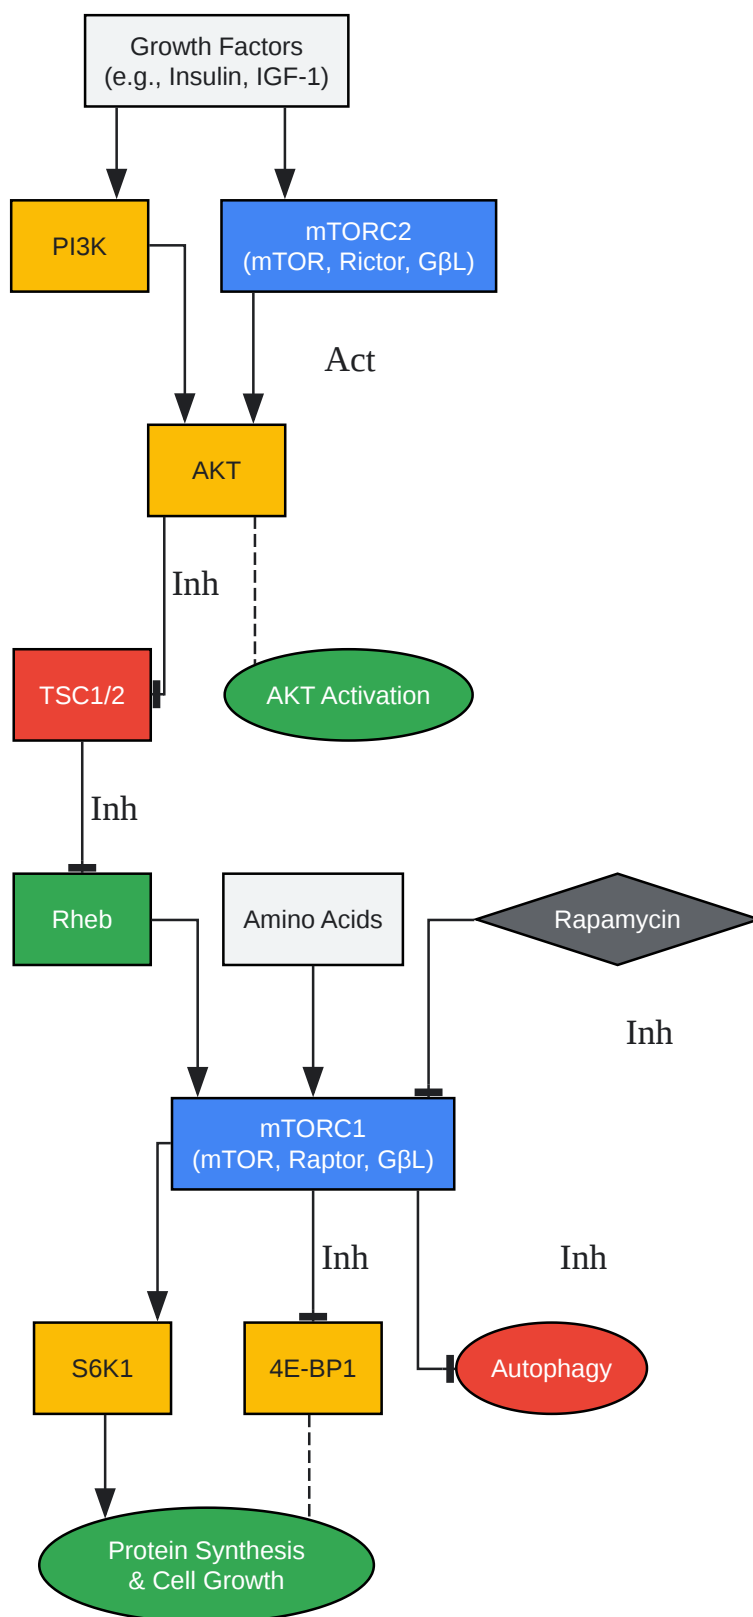 Growth Factors
(e.g., Insulin, IGF-1)
PI3K
mTORC2
(mTOR, Rictor, GβL)
Act
AKT
Inh
TSC1/2
AKT Activation
Inh
Rheb
Amino Acids
Rapamycin
Inh
mTORC1
(mTOR, Raptor, GβL)
Inh
Inh
S6K1
4E-BP1
Autophagy
Protein Synthesis
& Cell Growth